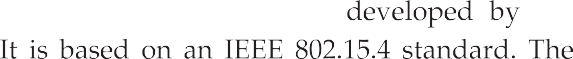 developed by
It is based on an IEEE 802.15.4 standard. The